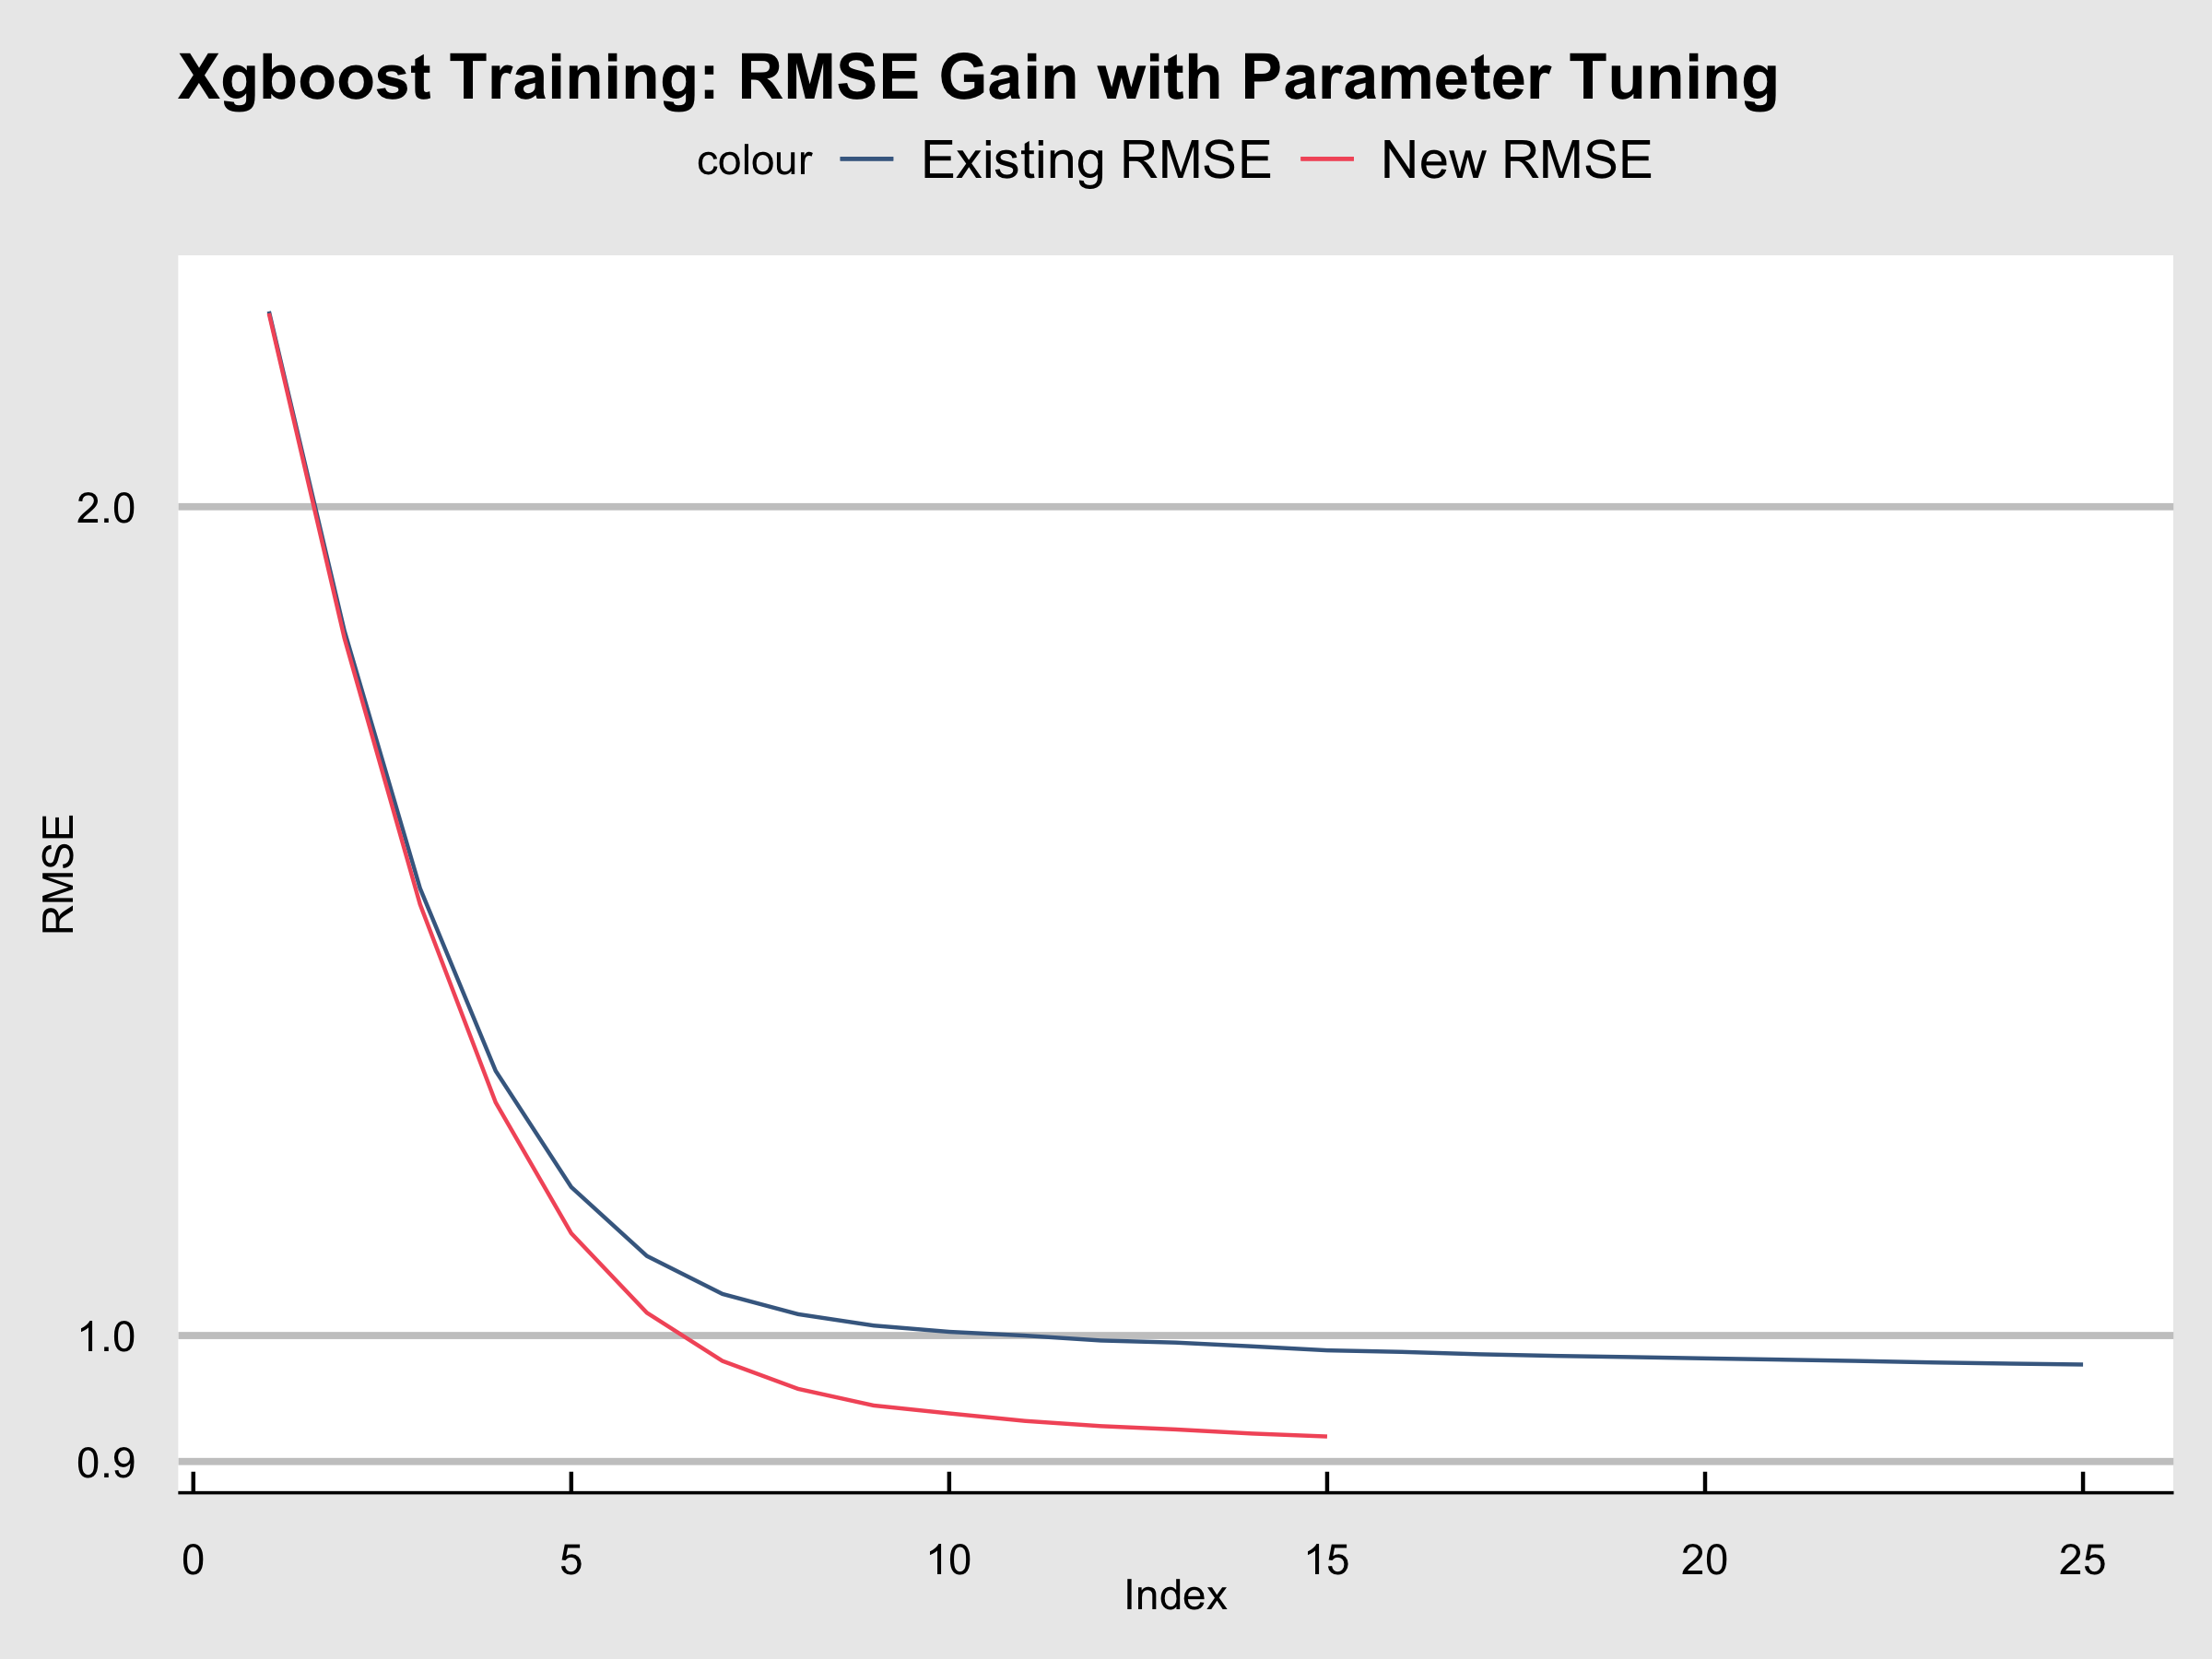 Xgboost Training: RMSE Gain with Parameter Tuning
colour Existing RMSE New RMSE
2.0
RMSE
1.0
0.9
0 5 10 15 20 25
Index